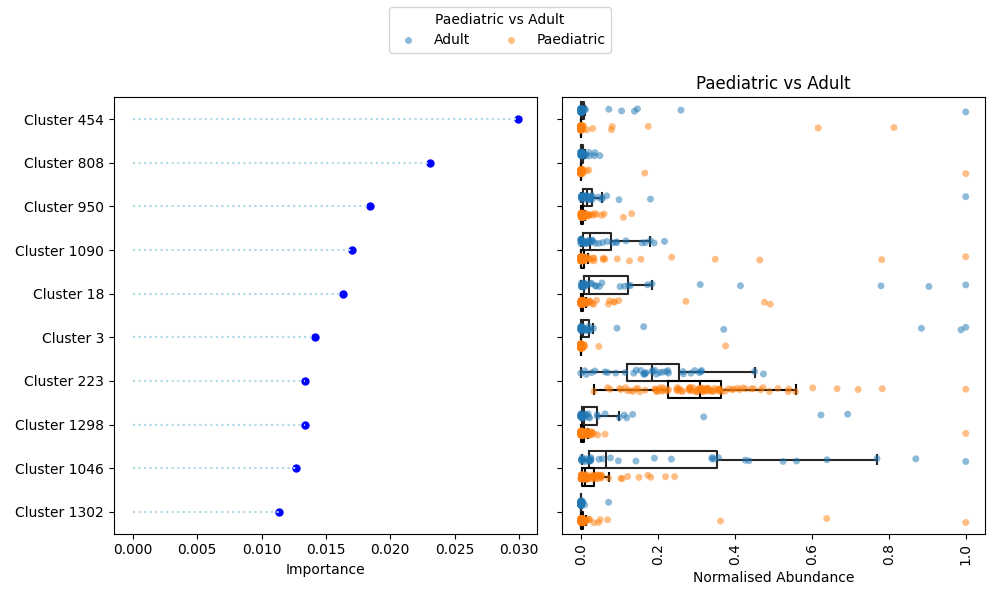 Paediatric vs Adult
Adult Paediatric
Paediatric vs Adult
Cluster 454
Cluster 808
Cluster 950
Cluster 1090
Cluster 18
Cluster 3
Cluster 223
Cluster 1298
Cluster 1046
Cluster 1302
0.000 0.005 0.010 0.015 0.020 0.025 0.030
Importance
0.0 0.2 0.4 0.6 0.8 1.0
Normalised Abundance